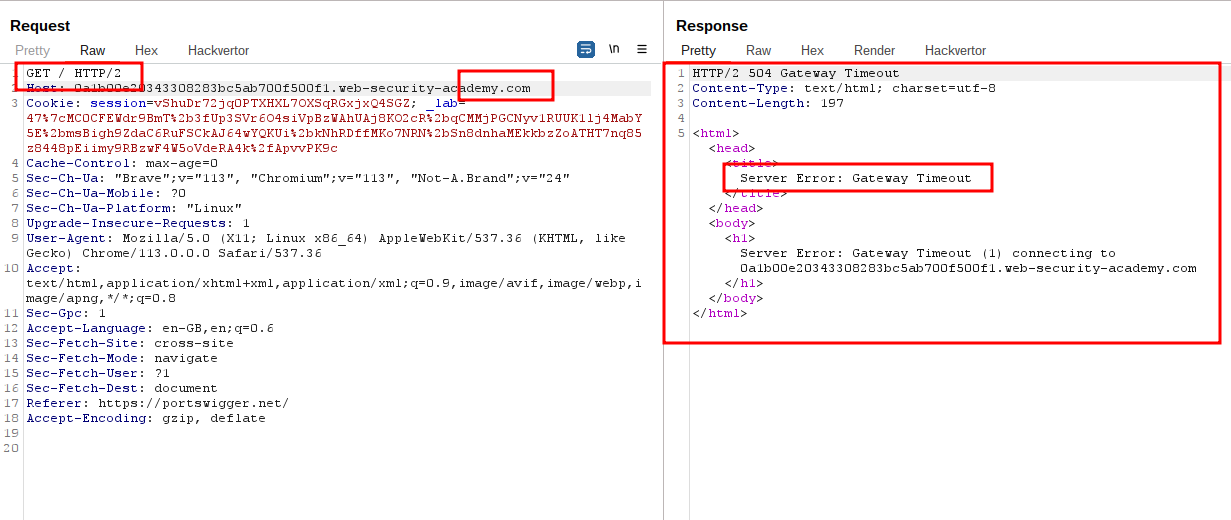 Request
Pretty Raw Hex Hackvertor \n
1 GET / HTTP/2
2 Host: 0a1b00e20343308283bc5ab700f500f1.web-security-academy.com
3 Cookie: session=vShuDr72jq0PTXHXL7OXSqRGxjxQ4SGZ; _lab=
47%7cMC0CFEWdr9BmT%2b3fUp3SVr6O4siVpBzWAhUAj8KO2cR%2bqCMMjPGCNyv1RUUK1lj4MabY
5E%2bmsBigh9ZdaC6RuFSCkAJ64wYQKUi%2bkNhRDffMKo7NRN%2bSn8dnhaMEkkbzZoATHT7nq85
z8448pEiimy9RBzwF4W5oVdeRA4k%2fApvvPK9c
4 Cache-Control: max-age=0
5 Sec-Ch-Ua: "Brave";v="113", "Chromium";v="113", "Not-A.Brand";v="24"
6 Sec-Ch-Ua-Mobile: ?0
7 Sec-Ch-Ua-Platform: "Linux"
8 Upgrade-Insecure-Requests: 1
9 User-Agent: Mozilla/5.0 (X11; Linux x86_64) AppleWebKit/537.36 (KHTML, like
Gecko) Chrome/113.0.0.0 Safari/537.36
10 Accept:
text/html,application/xhtml+xml,application/xml;q=0.9,image/avif,image/webp,i
mage/apng,*/*;q=0.8
11 Sec-Gpc: 1
12 Accept-Language: en-GB,en;q=0.6
13 Sec-Fetch-Site: cross-site
14 Sec-Fetch-Mode: navigate
15 Sec-Fetch-User: ?1
16 Sec-Fetch-Dest: document
17 Referer: https://portswigger.net/
18 Accept-Encoding: gzip, deflate
19
20
Response
Pretty Raw Hex Render Hackvertor
1 HTTP/2 504 Gateway Timeout
2 Content-Type: text/html; charset=utf-8
3 Content-Length: 197
4
5 <html>
<head>
<title>
Server Error: Gateway Timeout
</title>
</head>
<body>
<h1>
Server Error: Gateway Timeout (1) connecting to
0a1b00e20343308283bc5ab700f500f1.web-security-academy.com
</h1>
</body>
</html>